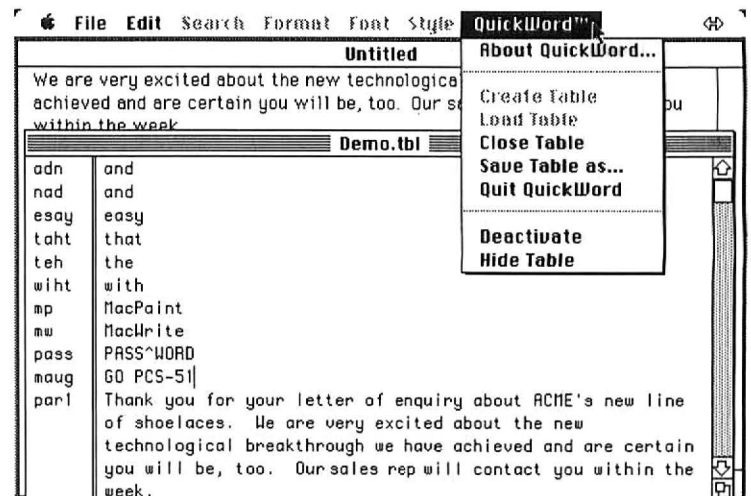 File Edit Search Format Font Style QuickWord™
Untitled
About QuickWord...
We are very excited about the new technologica
achieved and are certain you will be, too. Our s
ou
within the week
Create Table
Load Table
Close Table
Save Table as...
Quit QuickWord
Deactivate
Hide Table
Demo.tbl
adn and
nad and
esay easy
taht that
teh the
wiht with
mp MacPaint
mw MacWrite
pass PASS^WORD
maug GO PCS-51
par1 Thank you for your letter of enquiry about ACME's new line
of shoelaces. We are very excited about the new
technological breakthrough we have achieved and are certain
you will be, too. Our sales rep will contact you within the
week.